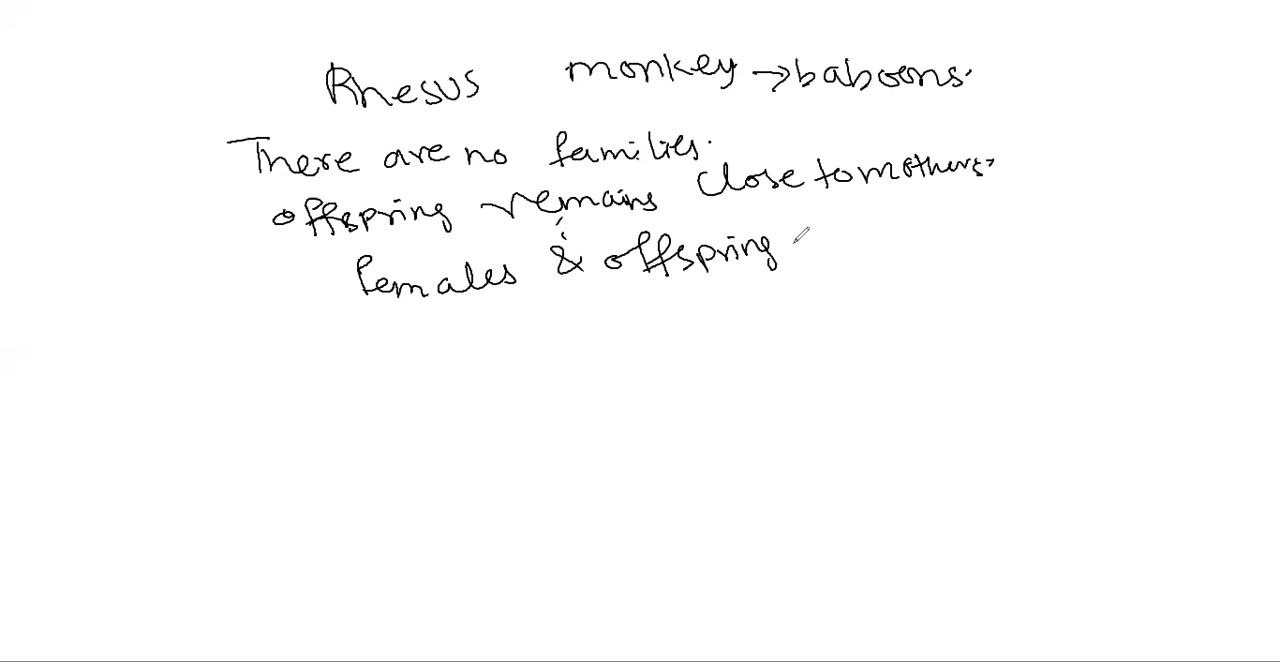 Rhesus monkey → baboons.
There are no families.
offspring remains close to mothers.
females & offspring